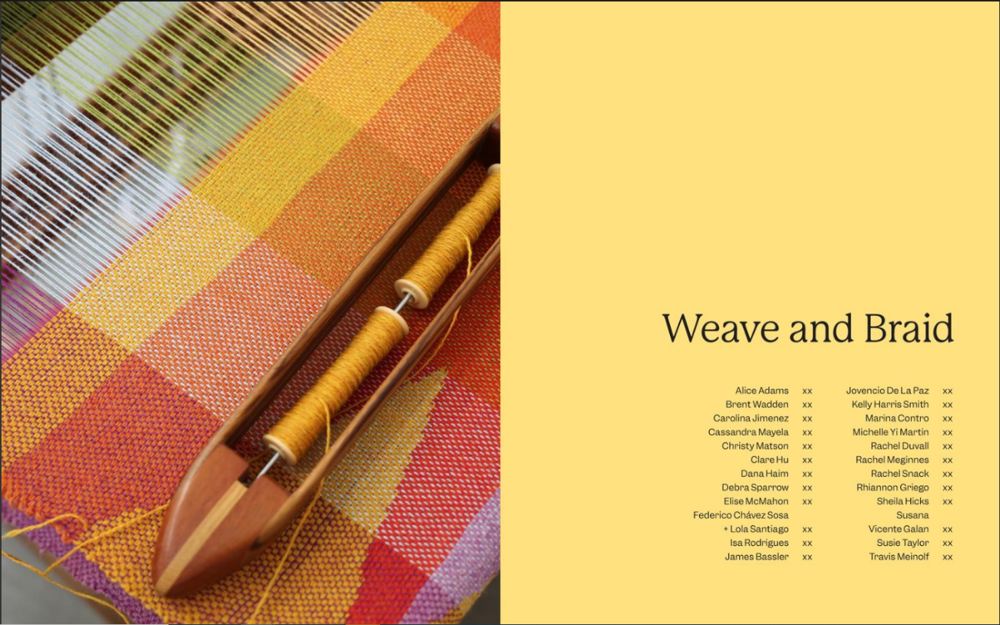 Weave and Braid
Alice Adams xx
Brent Wadden xx
Carolina Jimenez xx
Cassandra Mayela xx
Christy Matson xx
Clare Hu xx
Dana Haim xx
Debra Sparrow xx
Elise McMahon xx
Federico Chávez Sosa
+ Lola Santiago xx
Isa Rodrigues xx
James Bassler xx
Jovencio De La Paz xx
Kelly Harris Smith xx
Marina Contro xx
Michelle Yi Martin xx
Rachel Duvall xx
Rachel Meginnes xx
Rachel Snack xx
Rhiannon Griego xx
Sheila Hicks xx
Susana
Vicente Galan xx
Susie Taylor xx
Travis Meinolf xx